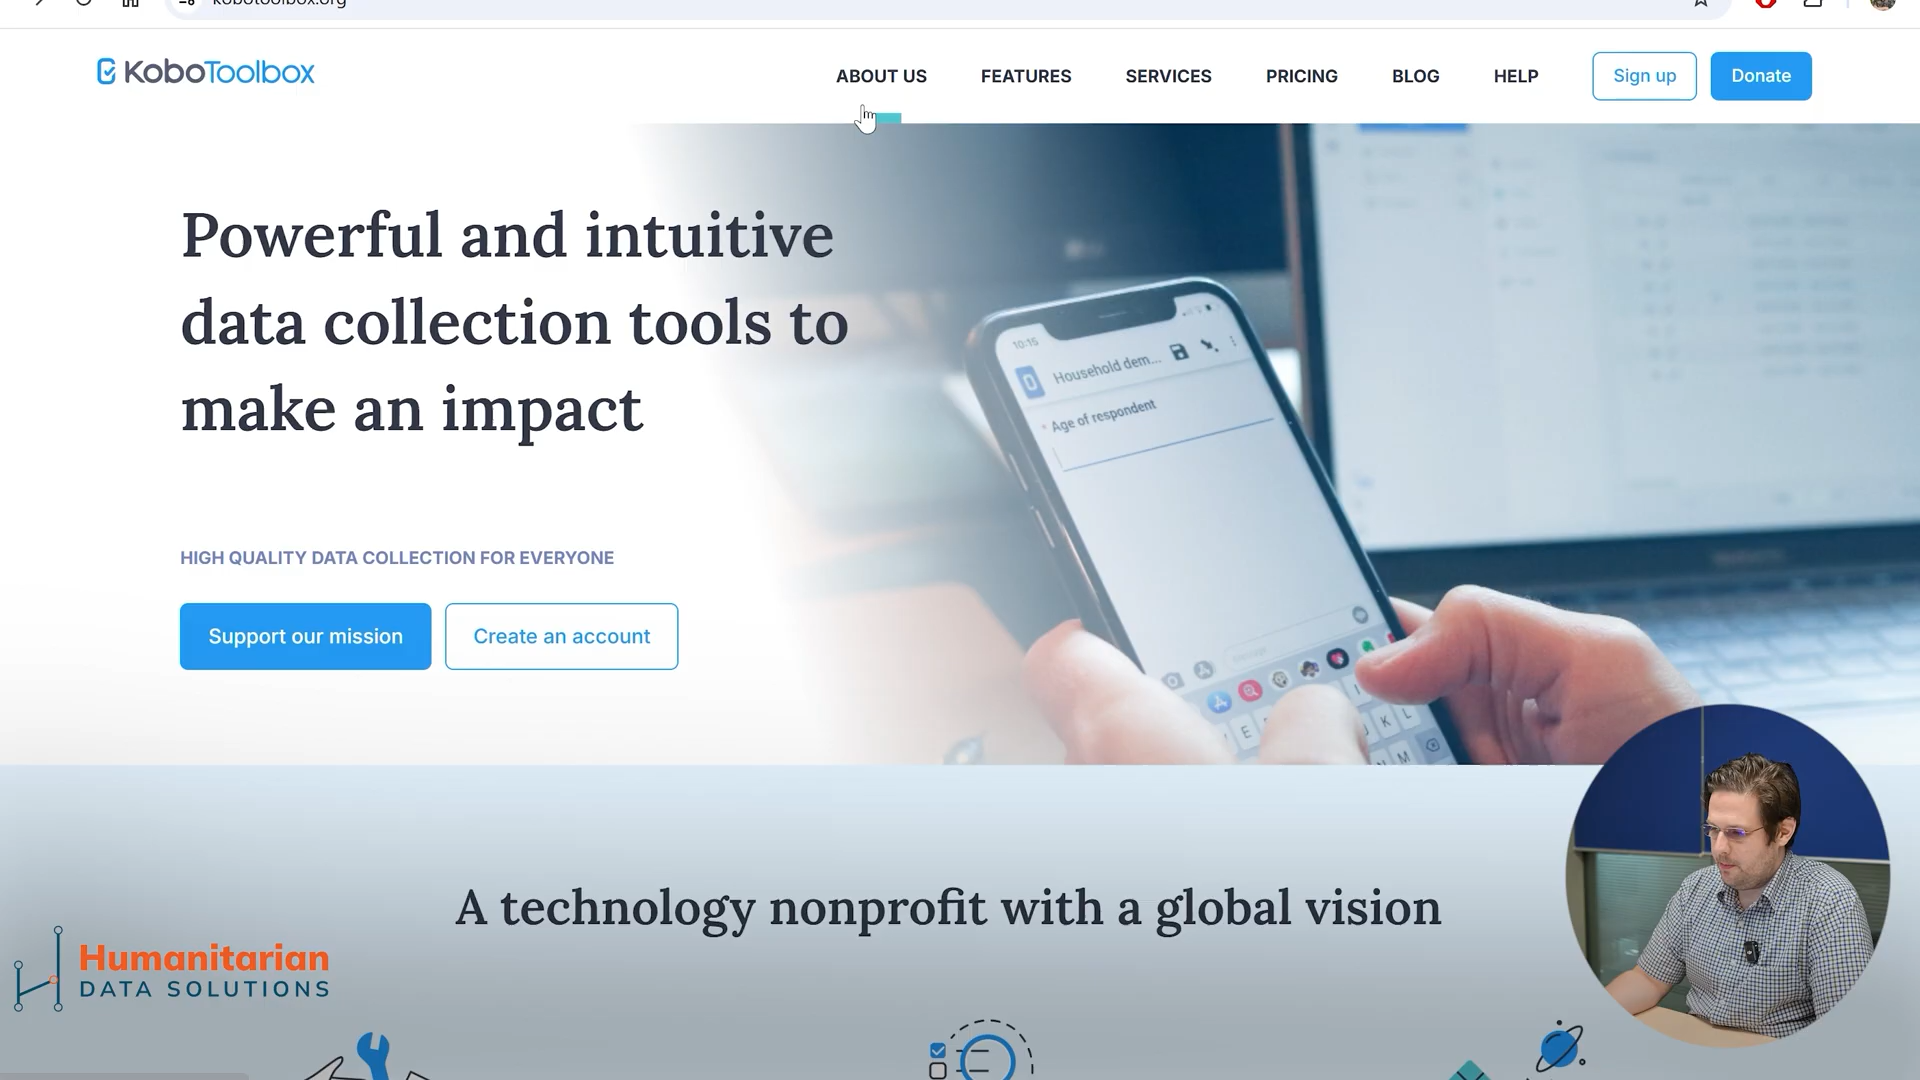 KoboToolbox
ABOUT US
FEATURES
SERVICES
PRICING
BLOG
HELP
Sign up
Donate
Powerful and intuitive
data collection tools to
make an impact
10:15
Household dem...
* Age of respondent
HIGH QUALITY DATA COLLECTION FOR EVERYONE
Support our mission
Create an account
E
I
K L
M
A technology nonprofit with a global vision
Humanitarian
DATA SOLUTIONS